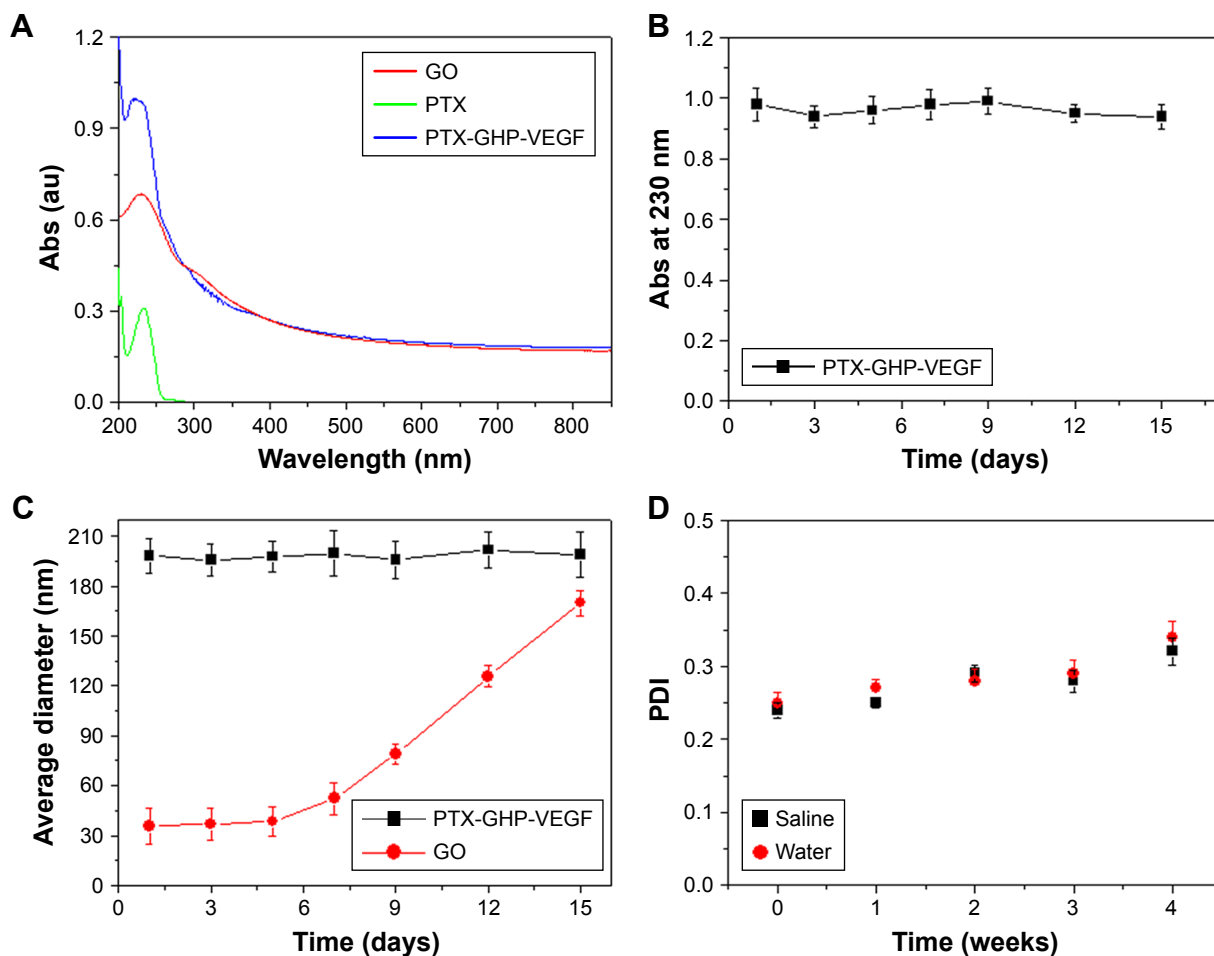 A
1.2
0.9
0.6
0.3
0.0
Abs (au)
200
300
400
500
600
700
800
Wavelength (nm)
GO
PTX
PTX-GHP-VEGF
B
1.2
1.0
0.8
0.6
0.4
0.2
0.0
Abs at 230 nm
0
3
6
9
12
15
Time (days)
PTX-GHP-VEGF
C
210
180
150
120
90
60
30
0
Average diameter (nm)
0
3
6
9
12
15
Time (days)
PTX-GHP-VEGF
GO
D
0.5
0.4
0.3
0.2
0.1
0.0
PDI
0
1
2
3
4
Time (weeks)
Saline
Water